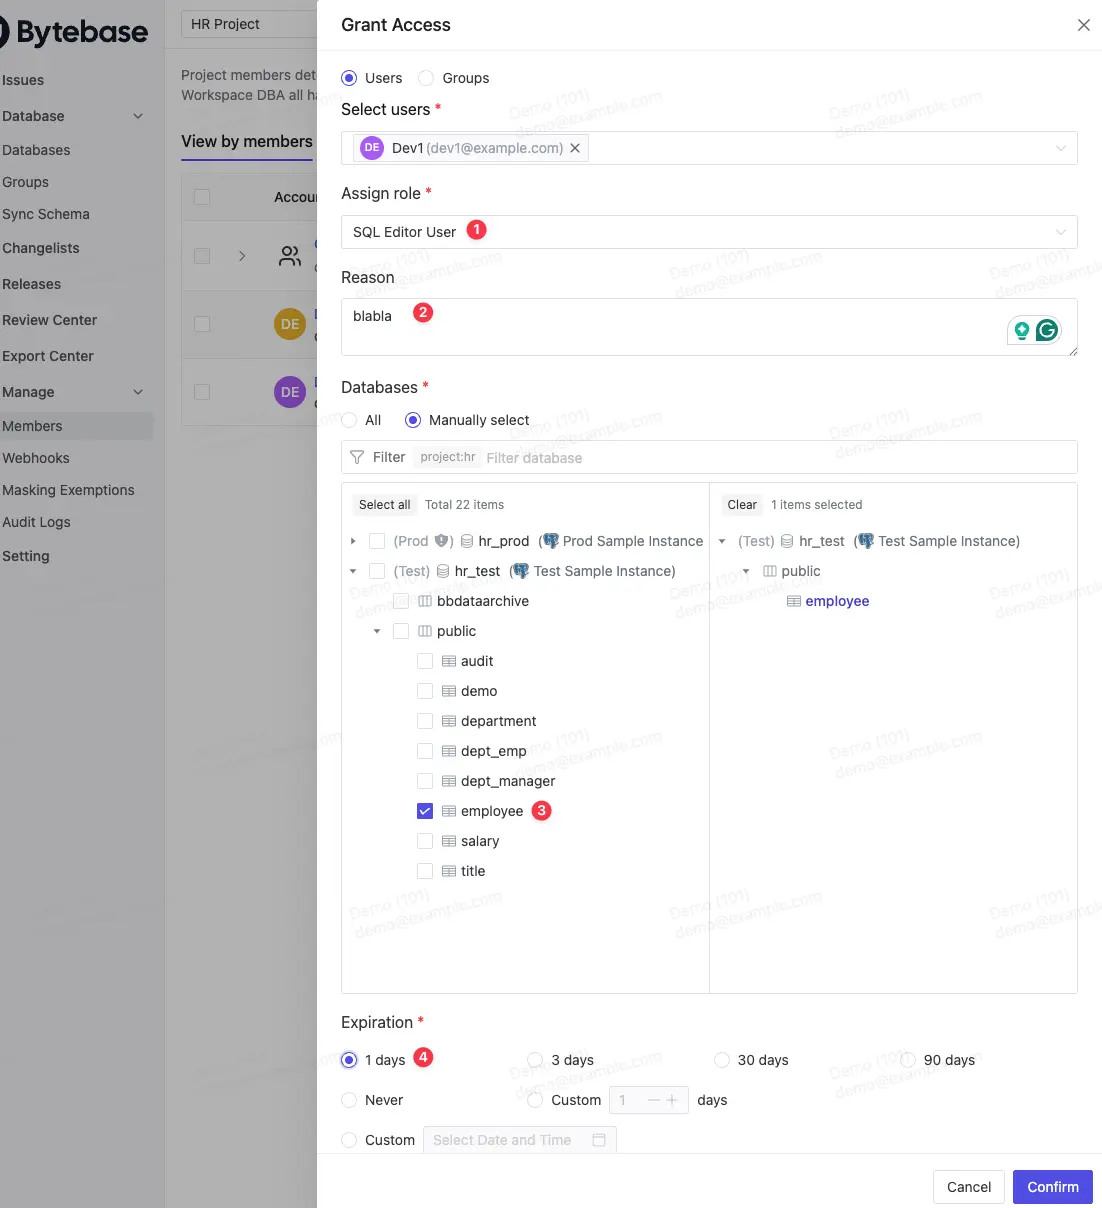 Bytebase
Issues
Database
Databases
Groups
Sync Schema
Changelists
Releases
Review Center
Export Center
Manage
Members
Webhooks
Masking Exemptions
Audit Logs
Setting
HR Project
Project members det
Workspace DBA all ha
View by members
Accou
DE
DE
Grant Access
Users
Groups
Select users *
DE Dev1 (dev1@example.com)
Assign role *
SQL Editor User 1
Reason
blabla 2
Databases *
All
Manually select
Filter project:hr Filter database
Select all Total 22 items
(Prod) hr_prod (Prod Sample Instance
(Test) hr_test (Test Sample Instance)
bbdataarchive
public
audit
demo
department
dept_emp
dept_manager
employee 3
salary
title
Clear 1 items selected
(Test) hr_test (Test Sample Instance)
public
employee
Expiration *
1 days 4
3 days
30 days
90 days
Never
Custom 1 days
Custom Select Date and Time
Cancel
Confirm
Demo (101)
demo@example.com